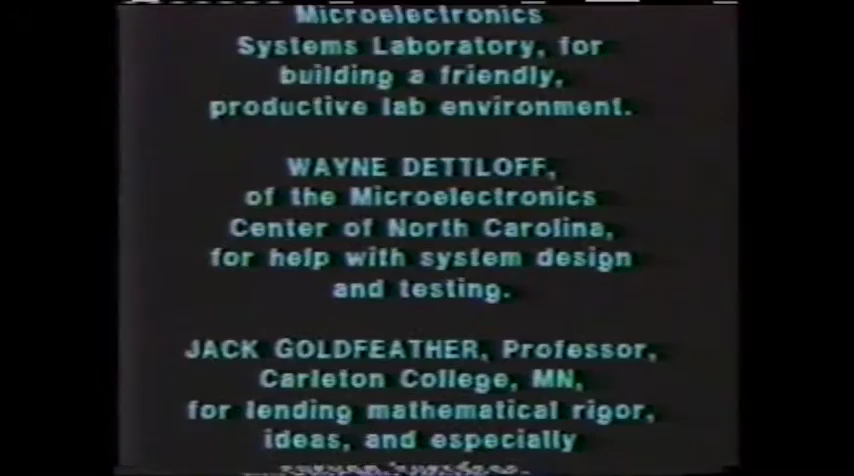 Microelectronics
Systems Laboratory, for
building a friendly,
productive lab environment.
WAYNE DETTLOFF,
of the Microelectronics
Center of North Carolina,
for help with system design
and testing.
JACK GOLDFEATHER, Professor,
Carleton College, MN,
for lending mathematical rigor,
ideas, and especially